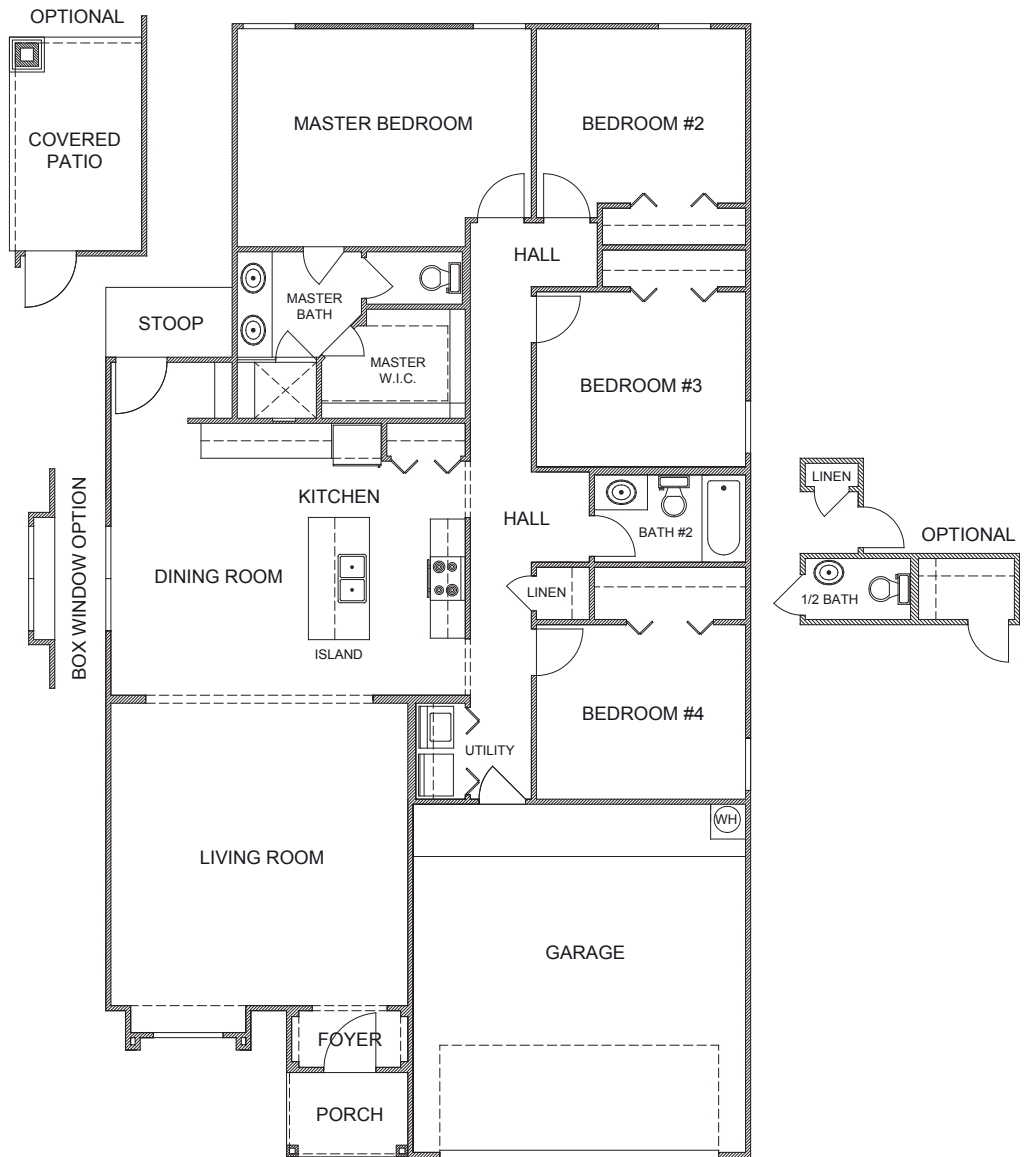 OPTIONAL
COVERED
PATIO
MASTER BEDROOM
BEDROOM #2
HALL
MASTER
BATH
STOOP
MASTER
W.I.C.
BEDROOM #3
KITCHEN
HALL
BATH #2
LINEN
OPTIONAL
BOX WINDOW OPTION
DINING ROOM
LINEN
1/2 BATH
ISLAND
BEDROOM #4
UTILITY
WH
LIVING ROOM
GARAGE
FOYER
PORCH